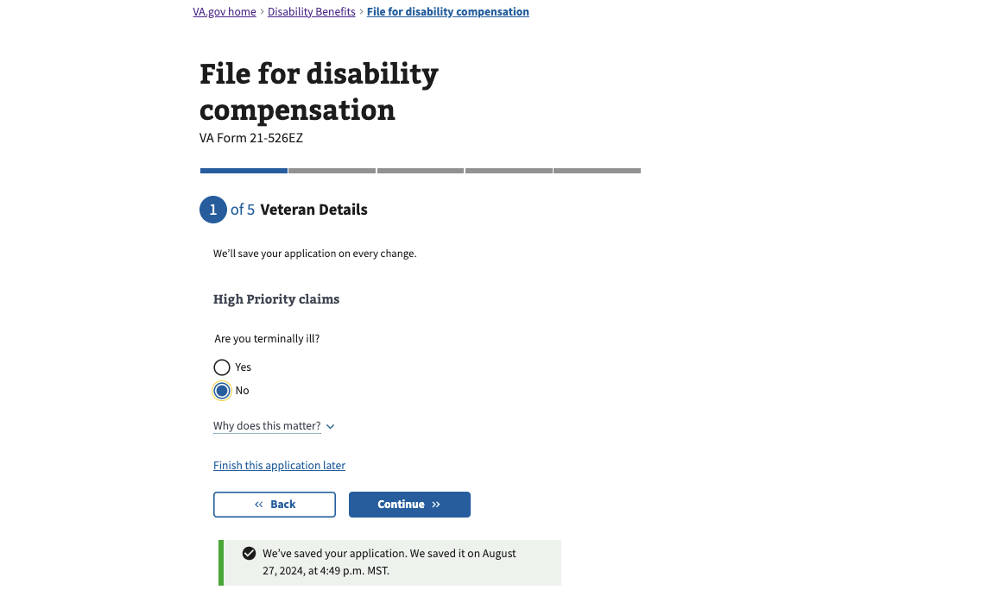 VA.gov home › Disability Benefits › File for disability compensation
File for disability
compensation
VA Form 21-526EZ
1 of 5 Veteran Details
We’ll save your application on every change.
High Priority claims
Are you terminally ill?
Yes
No
Why does this matter?
Finish this application later
« Back
Continue »
We’ve saved your application. We saved it on August
27, 2024, at 4:49 p.m. MST.